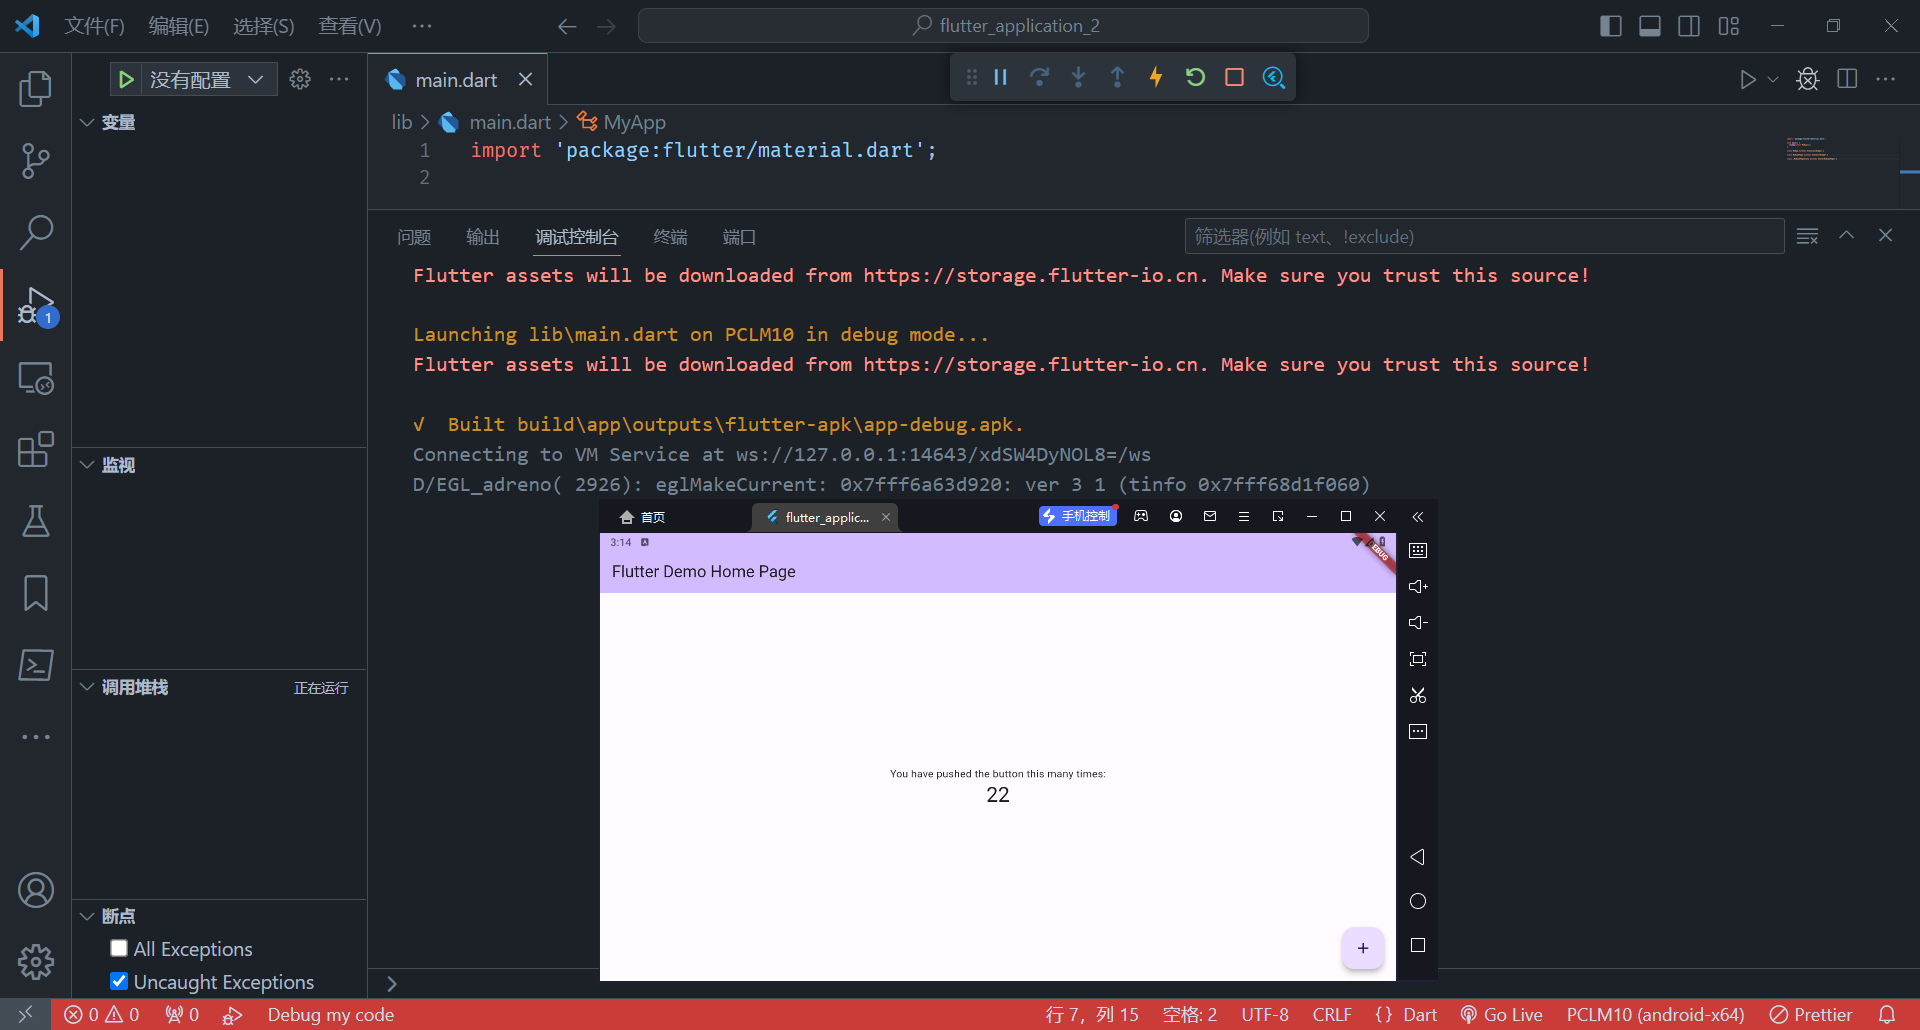 文件(F) 编辑(E) 选择(S) 查看(V) ··· flutter_application_2
没有配置 ···
main.dart
变量
lib > main.dart > MyApp
1 import 'package:flutter/material.dart';
2
问题 输出 调试控制台 终端 端口 筛选器(例如 text、!exclude)
Flutter assets will be downloaded from https://storage.flutter-io.cn. Make sure you trust this source!
Launching lib\main.dart on PCLM10 in debug mode...
Flutter assets will be downloaded from https://storage.flutter-io.cn. Make sure you trust this source!
√ Built build\app\outputs\flutter-apk\app-debug.apk.
Connecting to VM Service at ws://127.0.0.1:14643/xdSW4DyNOL8=/ws
D/EGL_adreno( 2926): eglMakeCurrent: 0x7fff6a63d920: ver 3 1 (tinfo 0x7fff68d1f060)
1
监视
调用堆栈 正在运行
断点
All Exceptions
Uncaught Exceptions
首页 flutter_applic... 手机控制
3:14
Flutter Demo Home Page
You have pushed the button this many times:
22
+
0 0 0 Debug my code 行 7，列 15 空格: 2 UTF-8 CRLF {} Dart Go Live PCLM10 (android-x64) Prettier